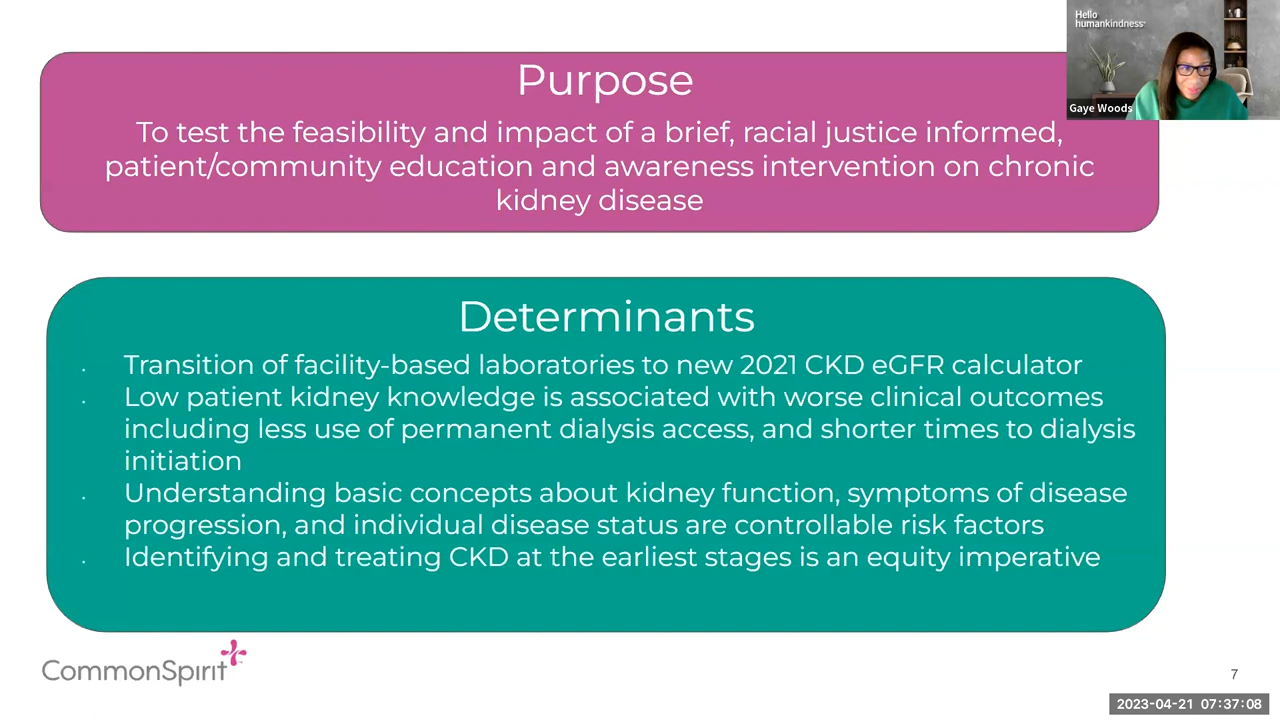 Hello
humankindness
Gaye Woods
Purpose
To test the feasibility and impact of a brief, racial justice informed,
patient/community education and awareness intervention on chronic
kidney disease
Determinants
· Transition of facility-based laboratories to new 2021 CKD eGFR calculator
· Low patient kidney knowledge is associated with worse clinical outcomes
including less use of permanent dialysis access, and shorter times to dialysis
initiation
· Understanding basic concepts about kidney function, symptoms of disease
progression, and individual disease status are controllable risk factors
· Identifying and treating CKD at the earliest stages is an equity imperative
CommonSpirit
7
2023-04-21 07:37:08